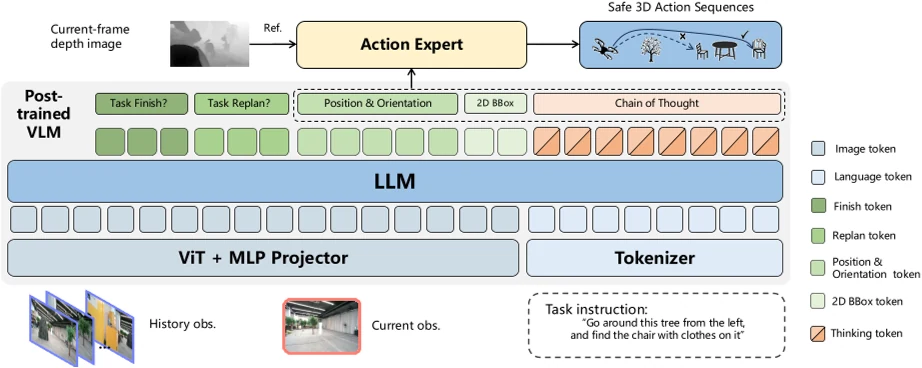 Safe 3D Action Sequences
Current-frame
depth image
Ref.
Action Expert
Post-
trained
VLM
Task Finish?
Task Replan?
Position & Orientation
2D BBox
Chain of Thought
LLM
ViT + MLP Projector
Tokenizer
History obs.
Current obs.
Task instruction:
"Go around this tree from the left,
and find the chair with clothes on it"
Image token
Language token
Finish token
Replan token
Position &
Orientation token
2D BBox token
Thinking token